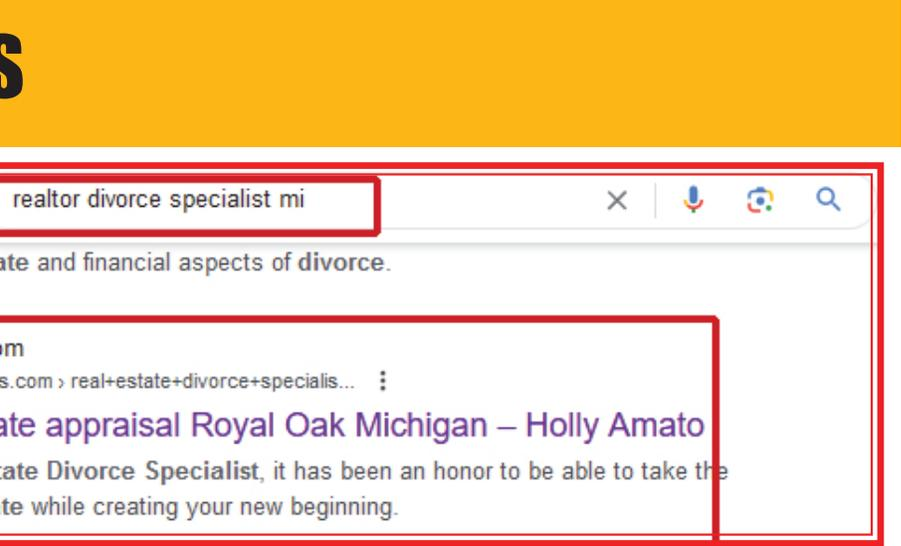 S
realtor divorce specialist mi
ate and financial aspects of divorce.
om
s.com › real+estate+divorce+specialis...
ate appraisal Royal Oak Michigan – Holly Amato
tate Divorce Specialist, it has been an honor to be able to take the
te while creating your new beginning.